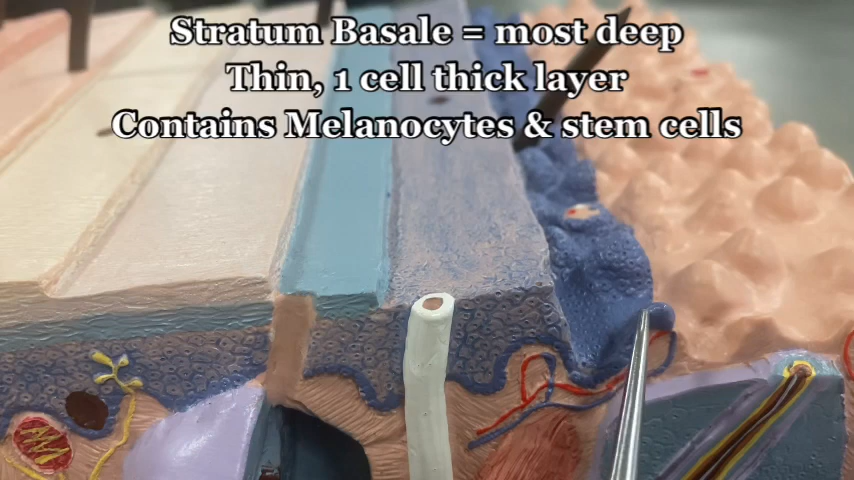 Stratum Basale = most deep
Thin, 1 cell thick layer
Contains Melanocytes & stem cells